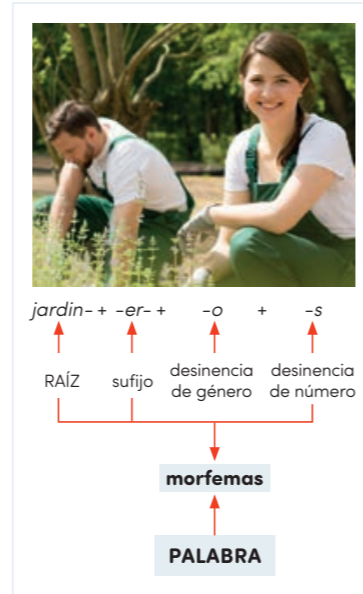 jardin- + -er- + -o + -s
RAÍZ sufijo desinencia desinencia
de género de número
morfemas
PALABRA